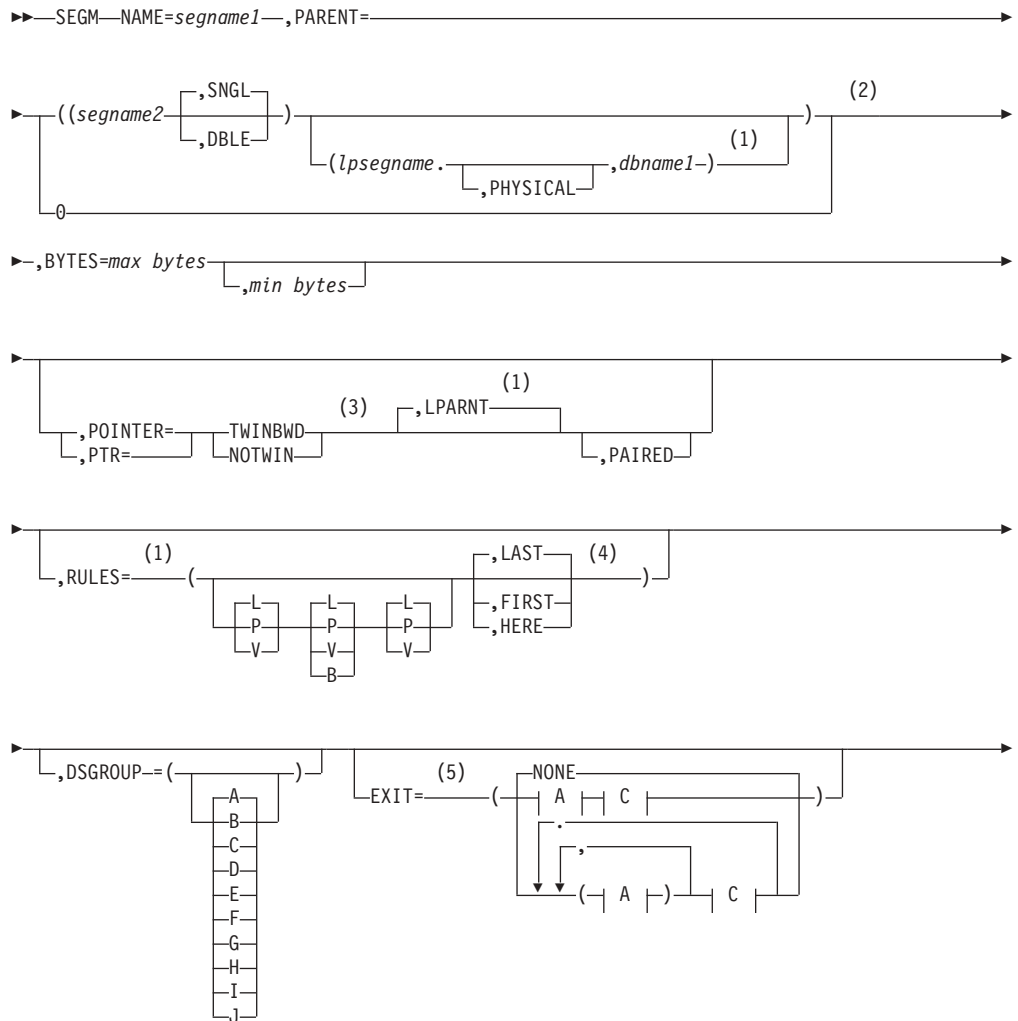 SEGM NAME=segname1 ,PARENT=
,SNGL (2)
((segname2 ) )
,DBLE (1)
(lpsegname. ,dbname1 )
,PHYSICAL
0
,BYTES=max bytes
,min bytes
(1)
(3) ,LPARNT
,POINTER= TWINBWD
,PTR= NOTWIN ,PAIRED
,LAST
(1) (4)
,RULES= ( )
L L L ,FIRST
P P P ,HERE
V V V
B
,DSGROUP =( ) (5) NONE
EXIT= ( A C )
A .
B ,
C
D
E ( A ) C
F
G
H
I
J